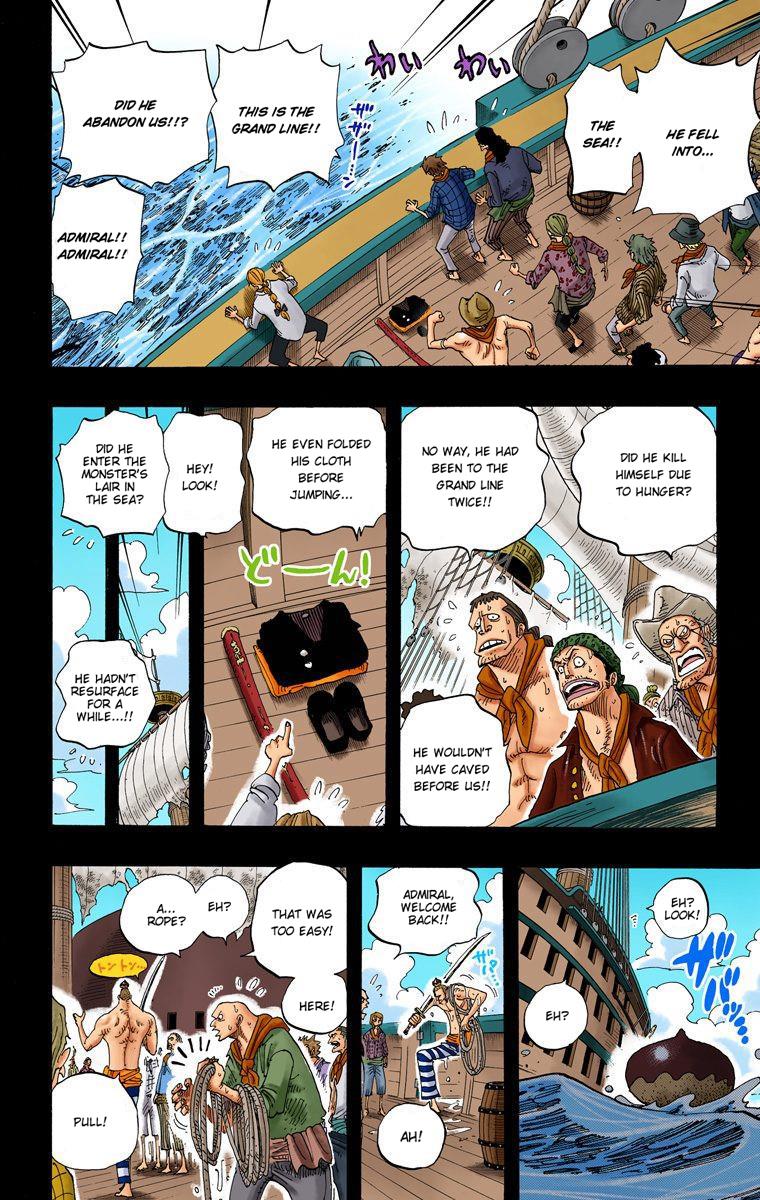 HE FELL
INTO...
THE
SEA!!
わい
わい
THIS IS THE
GRAND LINE!!
ザザーーン
DID HE
ABANDON US!!?
ADMIRAL!!
ADMIRAL!!
DID HE KILL
HIMSELF DUE
TO HUNGER?
NO WAY, HE HAD
BEEN TO THE
GRAND LINE
TWICE!!
HE WOULDN'T
HAVE CAVED
BEFORE US!!
HE EVEN FOLDED
HIS CLOTH
BEFORE
JUMPING...
どーん!
HEY!
LOOK!
DID HE
ENTER THE
MONSTER'S
LAIR IN
THE SEA?
HE HADN'T
RESURFACE
FOR A
WHILE...!!
EH?
LOOK!
ザバッ...
EH?
ADMIRAL,
WELCOME
BACK!!
AH!
THAT WAS
TOO EASY!
HERE!
EH?
A...
ROPE?
トントン...
PULL!